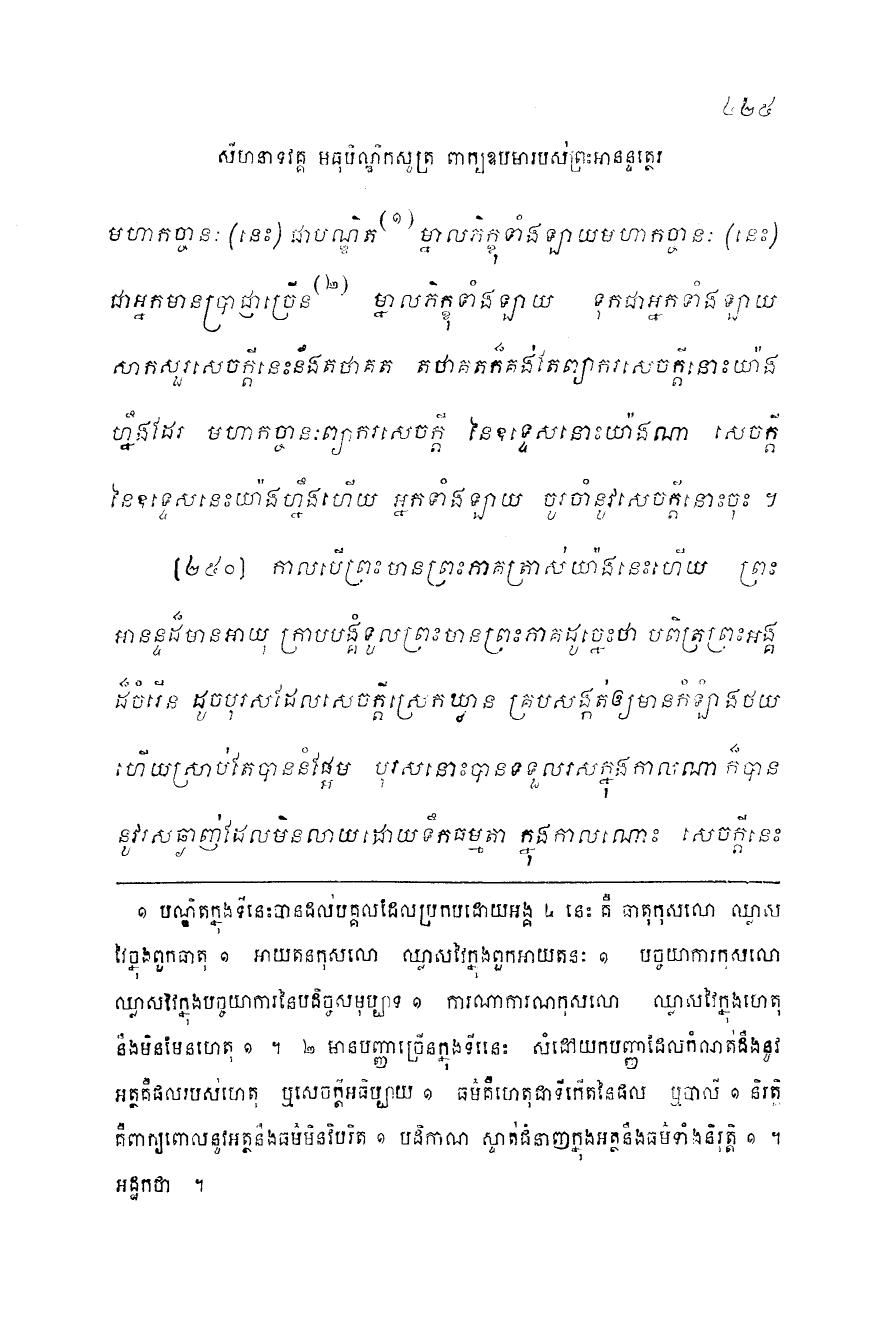 ៤២៥
សីហនាទវគ្គ មធុបិណ្ឌិកសូត្រ ពាក្យឧបមារបស់ព្រះអានន្ទត្ថេរ
មហាកច្ចានៈ (នេះ) ជាបណ្ឌិត(១) ម្នាលភិក្ខុទាំងឡាយមហាកច្ចានៈ (នេះ)
ជាអ្នកមានប្រាជ្ញាច្រើន(២) ម្នាលភិក្ខុទាំងឡាយ ទុកជាអ្នកទាំងឡាយ
សាកសួរសេចក្តីនេះនឹងតថាគត តថាគតក៏គង់តែព្យាករសេចក្តីនោះយ៉ាង
ហ្នឹងដែរ មហាកច្ចានៈព្យាករសេចក្តី នៃឧទ្ទេសនោះយ៉ាងណា សេចក្តី
នៃឧទ្ទេសនេះយ៉ាងហ្នឹងហើយ អ្នកទាំងឡាយ ចូរចាំនូវសេចក្តីនោះចុះ ។
[២៥០] កាលបើព្រះមានព្រះភាគត្រាស់យ៉ាងនេះហើយ ព្រះ
អានន្ទដ៏មានអាយុ ក្រាបបង្គំទូលព្រះមានព្រះភាគដូច្នេះថា បពិត្រព្រះអង្គ
ដ៏ចំរើន ដូចបុរសដែលសេចក្តីស្រេកឃ្លាន គ្របសង្កត់ឲ្យមានកំឡាំងថយ
ហើយស្រាប់តែបាននំផ្អែម បុរសនោះបានទទួលរសក្នុងកាលណា ក៏បាន
នូវរសឆ្ងាញ់ដែលមិនលាយដោយទឹកធម្មតា ក្នុងកាលណោះ សេចក្តីនេះ
១ បណ្ឌិតក្នុងទីនេះបានដល់បុគ្គលដែលប្រកបដោយអង្គ ៤ នេះ គឺ ធាតុកុសលោ ឈ្លាស
វៃក្នុងពួកធាតុ ១ អាយតនកុសលោ ឈ្លាសវៃក្នុងពួកអាយតនៈ ១ បច្ចយាការកុសលោ
ឈ្លាសវៃក្នុងបច្ចយាការនៃបដិច្ចសមុប្បាទ ១ ការណាការណកុសលោ ឈ្លាសវៃក្នុងហេតុ
នឹងមិនមែនហេតុ ១ ។ ២ មានបញ្ញាច្រើនក្នុងទីនេះ សំដៅយកបញ្ញាដែលកំណត់ដឹងនូវ
អត្ថគឺផលរបស់ហេតុ ឬសេចក្តីអធិប្បាយ ១ ធម៌គឺហេតុជាទីកើតនៃផល ឬបាលី ១ និរុត្តិ
គឺពាក្យពោលនូវអត្ថនឹងធម៌មិនវិបរិត ១ បដិភាណ ស្ទាត់ជំនាញក្នុងអត្ថនឹងធម៌ទាំងនិរុត្តិ ១ ។
អដ្ឋកថា ។